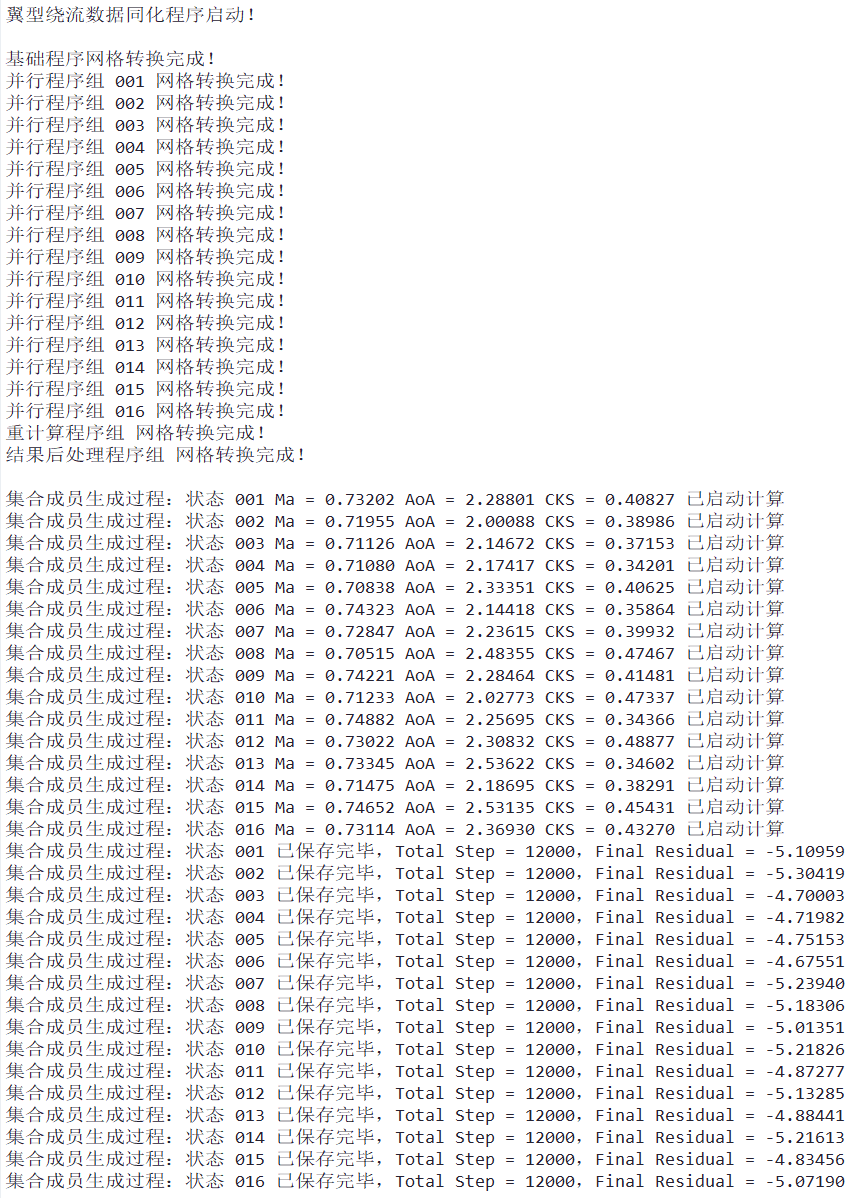 翼型绕流数据同化程序启动！
基础程序网格转换完成！
并行程序组 001 网格转换完成！
并行程序组 002 网格转换完成！
并行程序组 003 网格转换完成！
并行程序组 004 网格转换完成！
并行程序组 005 网格转换完成！
并行程序组 006 网格转换完成！
并行程序组 007 网格转换完成！
并行程序组 008 网格转换完成！
并行程序组 009 网格转换完成！
并行程序组 010 网格转换完成！
并行程序组 011 网格转换完成！
并行程序组 012 网格转换完成！
并行程序组 013 网格转换完成！
并行程序组 014 网格转换完成！
并行程序组 015 网格转换完成！
并行程序组 016 网格转换完成！
重计算程序组 网格转换完成！
结果后处理程序组 网格转换完成！
集合成员生成过程：状态 001 Ma = 0.73202 AoA = 2.28801 CKS = 0.40827 已启动计算
集合成员生成过程：状态 002 Ma = 0.71955 AoA = 2.00088 CKS = 0.38986 已启动计算
集合成员生成过程：状态 003 Ma = 0.71126 AoA = 2.14672 CKS = 0.37153 已启动计算
集合成员生成过程：状态 004 Ma = 0.71080 AoA = 2.17417 CKS = 0.34201 已启动计算
集合成员生成过程：状态 005 Ma = 0.70838 AoA = 2.33351 CKS = 0.40625 已启动计算
集合成员生成过程：状态 006 Ma = 0.74323 AoA = 2.14418 CKS = 0.35864 已启动计算
集合成员生成过程：状态 007 Ma = 0.72847 AoA = 2.23615 CKS = 0.39932 已启动计算
集合成员生成过程：状态 008 Ma = 0.70515 AoA = 2.48355 CKS = 0.47467 已启动计算
集合成员生成过程：状态 009 Ma = 0.74221 AoA = 2.28464 CKS = 0.41481 已启动计算
集合成员生成过程：状态 010 Ma = 0.71233 AoA = 2.02773 CKS = 0.47337 已启动计算
集合成员生成过程：状态 011 Ma = 0.74882 AoA = 2.25695 CKS = 0.34366 已启动计算
集合成员生成过程：状态 012 Ma = 0.73022 AoA = 2.30832 CKS = 0.48877 已启动计算
集合成员生成过程：状态 013 Ma = 0.73345 AoA = 2.53622 CKS = 0.34602 已启动计算
集合成员生成过程：状态 014 Ma = 0.71475 AoA = 2.18695 CKS = 0.38291 已启动计算
集合成员生成过程：状态 015 Ma = 0.74652 AoA = 2.53135 CKS = 0.45431 已启动计算
集合成员生成过程：状态 016 Ma = 0.73114 AoA = 2.36930 CKS = 0.43270 已启动计算
集合成员生成过程：状态 001 已保存完毕，Total Step = 12000，Final Residual = -5.10959
集合成员生成过程：状态 002 已保存完毕，Total Step = 12000，Final Residual = -5.30419
集合成员生成过程：状态 003 已保存完毕，Total Step = 12000，Final Residual = -4.70003
集合成员生成过程：状态 004 已保存完毕，Total Step = 12000，Final Residual = -4.71982
集合成员生成过程：状态 005 已保存完毕，Total Step = 12000，Final Residual = -4.75153
集合成员生成过程：状态 006 已保存完毕，Total Step = 12000，Final Residual = -4.67551
集合成员生成过程：状态 007 已保存完毕，Total Step = 12000，Final Residual = -5.23940
集合成员生成过程：状态 008 已保存完毕，Total Step = 12000，Final Residual = -5.18306
集合成员生成过程：状态 009 已保存完毕，Total Step = 12000，Final Residual = -5.01351
集合成员生成过程：状态 010 已保存完毕，Total Step = 12000，Final Residual = -5.21826
集合成员生成过程：状态 011 已保存完毕，Total Step = 12000，Final Residual = -4.87277
集合成员生成过程：状态 012 已保存完毕，Total Step = 12000，Final Residual = -5.13285
集合成员生成过程：状态 013 已保存完毕，Total Step = 12000，Final Residual = -4.88441
集合成员生成过程：状态 014 已保存完毕，Total Step = 12000，Final Residual = -5.21613
集合成员生成过程：状态 015 已保存完毕，Total Step = 12000，Final Residual = -4.83456
集合成员生成过程：状态 016 已保存完毕，Total Step = 12000，Final Residual = -5.07190